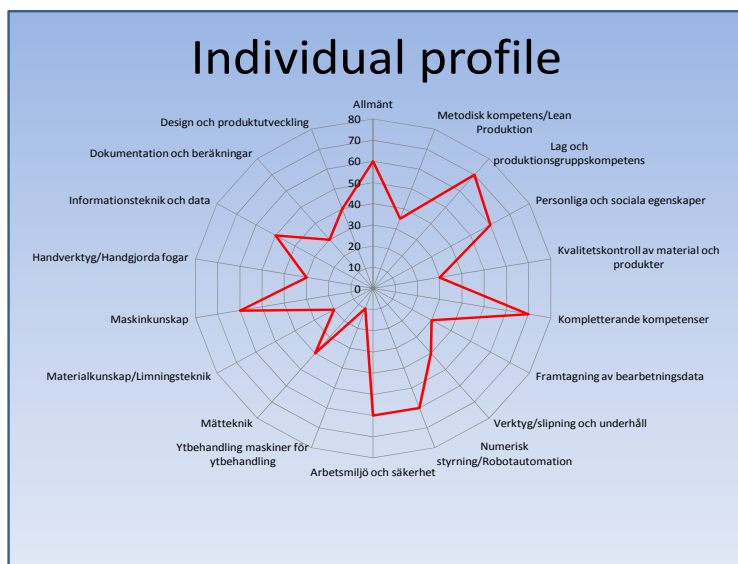 Individual profile
Allmänt
Metodisk kompetens/Lean
Produktion
Lag och
produktionsgruppskompetens
Personliga och sociala egenskaper
Kvalitetskontroll av material och
produkter
Kompletterande kompetenser
Framtagning av bearbetningsdata
Verktyg/slipning och underhåll
Numerisk
styrning/Robotautomation
Arbetsmiljö och säkerhet
Ytbehandling maskiner för
ytbehandling
Mätteknik
Materialkunskap/Limningsteknik
Maskinkunskap
Handverktyg/Handgjorda fogar
Informationsteknik och data
Dokumentation och beräkningar
Design och produktutveckling
80
70
60
50
40
30
20
10
0